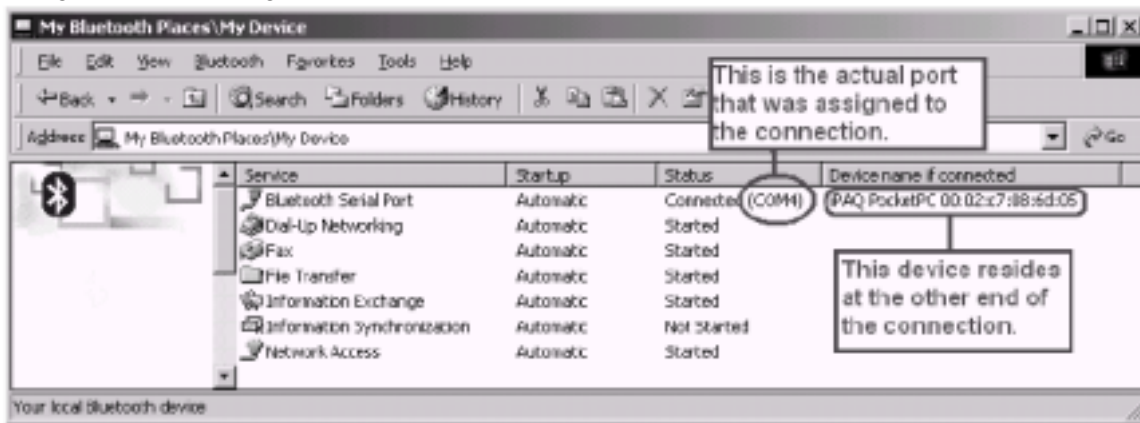 My Bluetooth Places\My Device
File Edit View Bluetooth Favorites Tools Help
Back Search Folders History
This is the actual port
that was assigned to
the connection.
Address My Bluetooth Places\My Device Go
Service Startup Status Device name if connected
Bluetooth Serial Port Automatic Connected (COM4) iPAQ PocketPC 00:02:c7:88:6d:05
Dial-Up Networking Automatic Started
Fax Automatic Started
File Transfer Automatic Started
Information Exchange Automatic Started
Information Synchronization Automatic Not Started
Network Access Automatic Started
This device resides
at the other end of
the connection.
Your local Bluetooth device